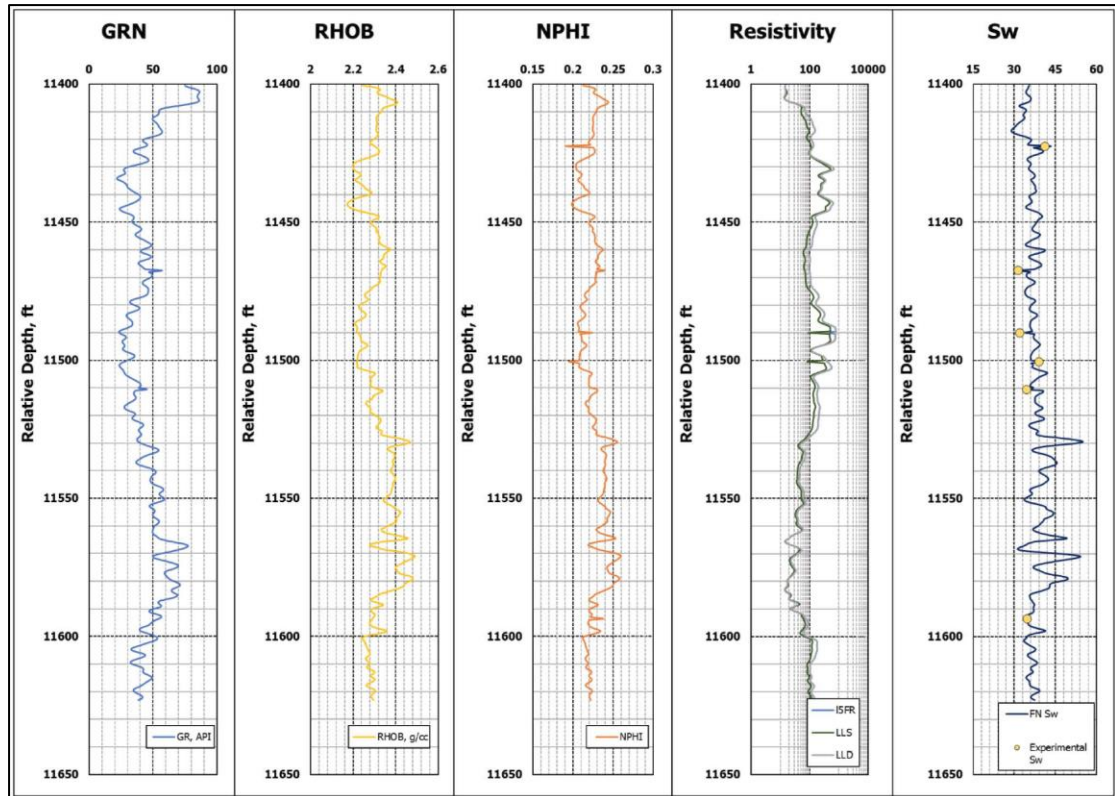 GRN
RHOB
NPHI
Resistivity
Sw
0 50 100
2 2.2 2.4 2.6
0.15 0.2 0.25 0.3
1 100 10000
15 30 45 60
11400 11400 11400 11400 11400
11450 11450 11450 11450 11450
11500 11500 11500 11500 11500
11550 11550 11550 11550 11550
11600 11600 11600 11600 11600
11650 11650 11650 11650 11650
Relative Depth, ft
Relative Depth, ft
Relative Depth, ft
Relative Depth, ft
Relative Depth, ft
GR, API
RHOB, g/cc
NPHI
ISFR
LLS
LLD
FN Sw
Experimental
Sw